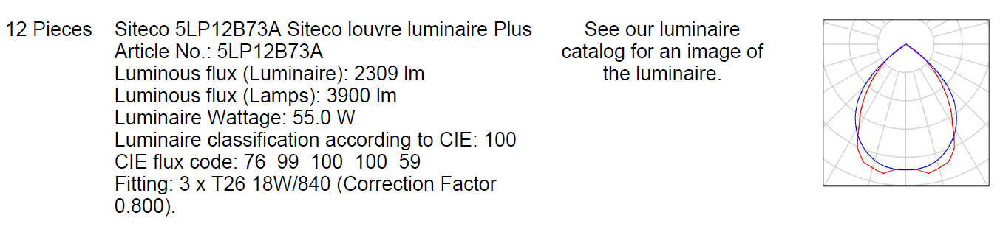 12 Pieces
Siteco 5LP12B73A Siteco louvre luminaire Plus
Article No.: 5LP12B73A
Luminous flux (Luminaire): 2309 lm
Luminous flux (Lamps): 3900 lm
Luminaire Wattage: 55.0 W
Luminaire classification according to CIE: 100
CIE flux code: 76  99  100  100  59
Fitting: 3 x T26 18W/840 (Correction Factor
0.800).
See our luminaire
catalog for an image of
the luminaire.